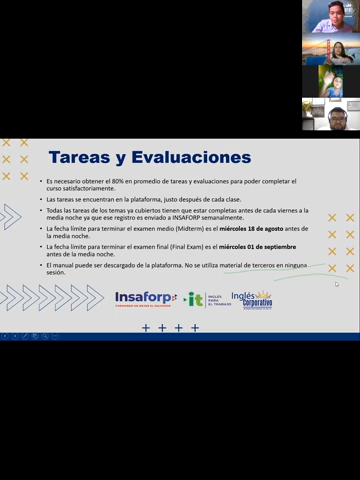 Tareas y Evaluaciones
• Es necesario obtener el 80% en promedio de tareas y evaluaciones para poder completar el
curso satisfactoriamente.
• Las tareas se encuentran en la plataforma, justo después de cada clase.
• Todas las tareas de los temas ya cubiertos tienen que estar completas antes de cada viernes a la
media noche ya que ese registro es enviado a INSAFORP semanalmente.
• La fecha límite para terminar el examen medio (Midterm) es el miércoles 18 de agosto antes de
la media noche.
• La fecha límite para terminar el examen final (Final Exam) es el miércoles 01 de septiembre
antes de la media noche.
• El manual puede ser descargado de la plataforma. No se utiliza material de terceros en ninguna
sesión.
Insaforp
it
INGLÉS
PARA
EL TRABAJO
Inglés
Corporativo